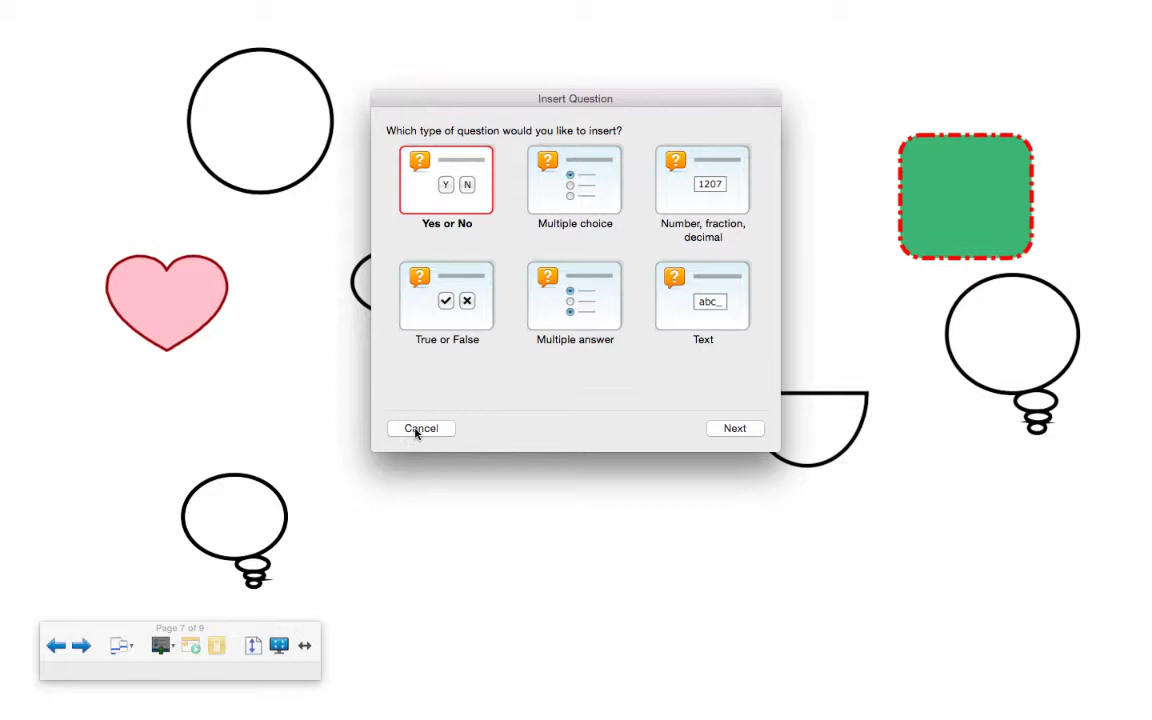 Insert Question
Which type of question would you like to insert?
Y N
1207
Yes or No
Multiple choice
Number, fraction,
decimal
abc_
True or False
Multiple answer
Text
Cancel
Next
Page 7 of 9